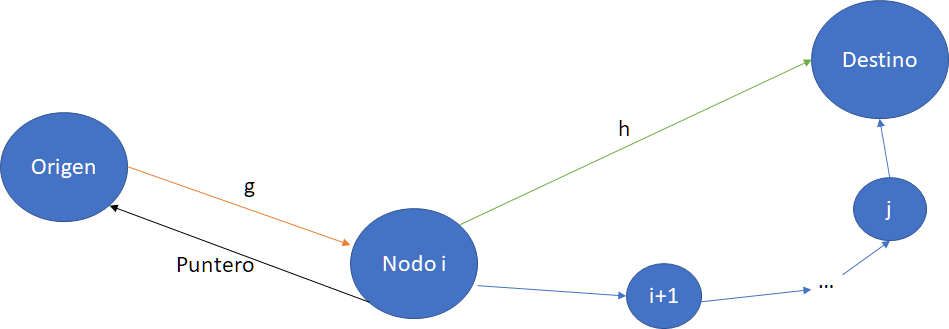 Destino
h
Origen
g
j
Puntero
Nodo i
i+1
...